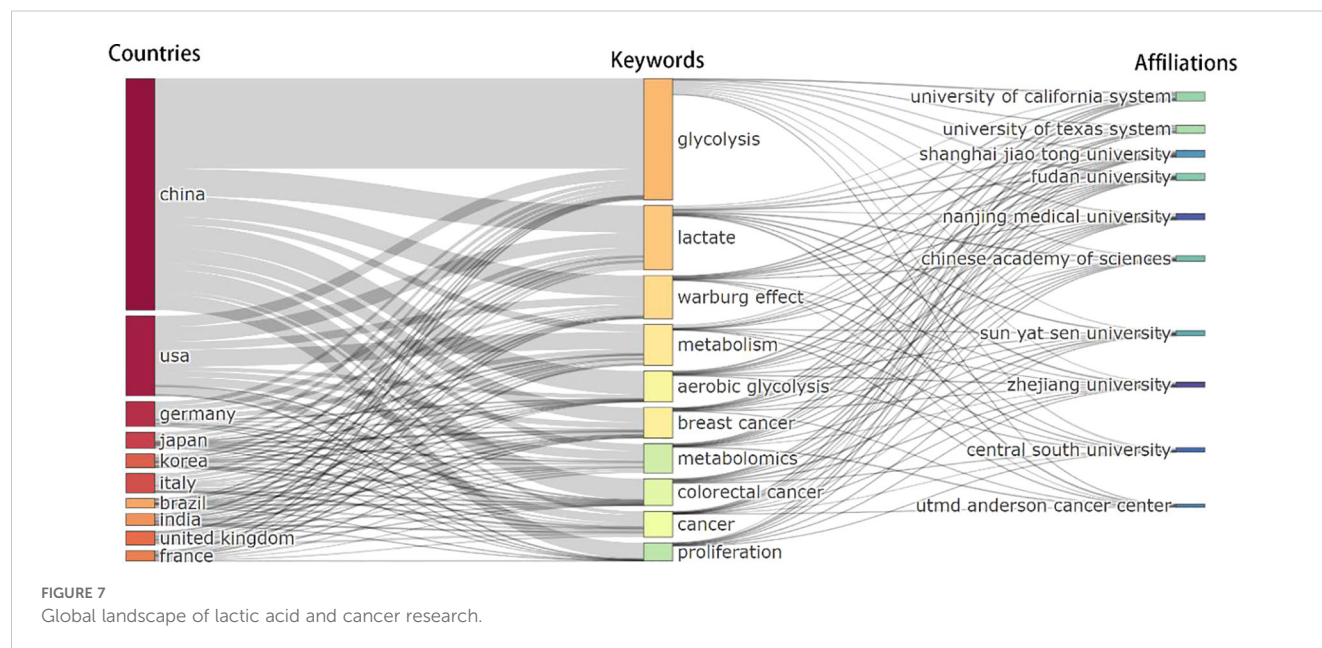 Countries
Keywords
Affiliations
china
usa
germany
japan
korea
italy
brazil
india
united kingdom
france
glycolysis
lactate
warburg effect
metabolism
aerobic glycolysis
breast cancer
metabolomics
colorectal cancer
cancer
proliferation
university of california system
university of texas system
shanghai jiao tong university
fudan university
nanjing medical university
chinese academy of sciences
sun yat sen university
zhejiang university
central south university
utmd anderson cancer center
FIGURE 7
Global landscape of lactic acid and cancer research.